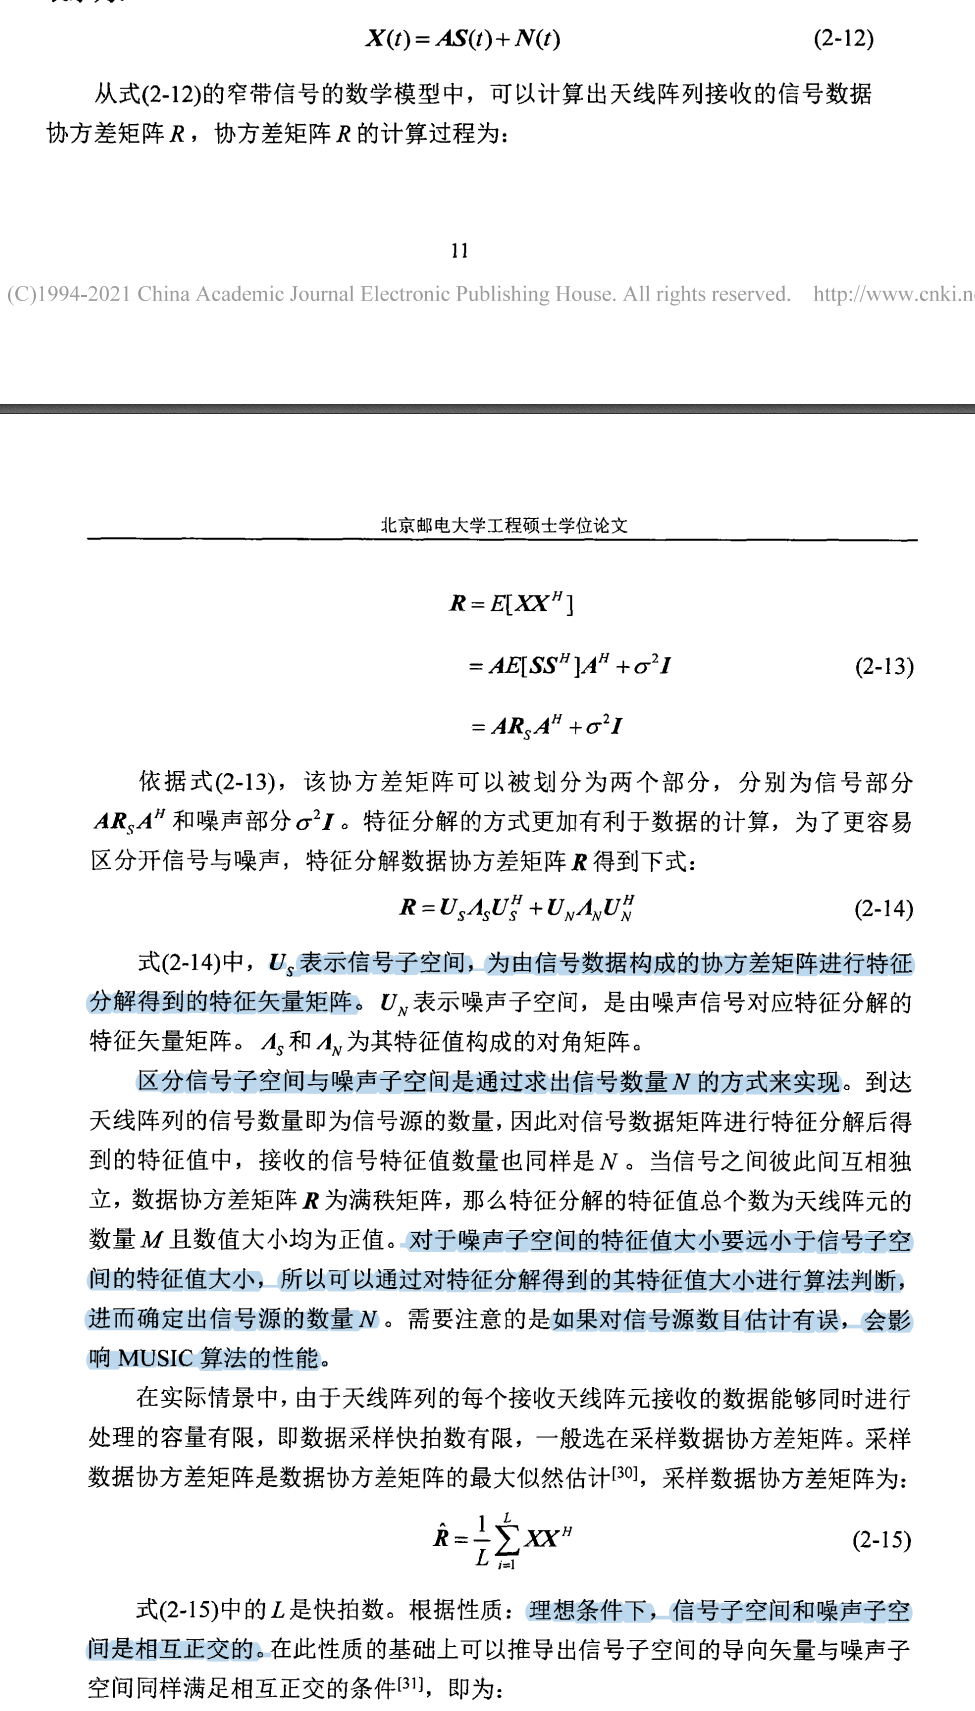 X(t) = AS(t) + N(t) (2-12)
从式(2-12)的窄带信号的数学模型中，可以计算出天线阵列接收的信号数据
协方差矩阵 R，协方差矩阵 R 的计算过程为：
11
(C)1994-2021 China Academic Journal Electronic Publishing House. All rights reserved. http://www.cnki.n
北京邮电大学工程硕士学位论文
R = E[XX^H]
= AE[SS^H]A^H + σ²I (2-13)
= AR_S A^H + σ²I
依据式(2-13)，该协方差矩阵可以被划分为两个部分，分别为信号部分
AR_S A^H 和噪声部分 σ²I。特征分解的方式更加有利于数据的计算，为了更容易
区分开信号与噪声，特征分解数据协方差矩阵 R 得到下式：
R = U_S Λ_S U_S^H + U_N Λ_N U_N^H (2-14)
式(2-14)中，U_S 表示信号子空间，为由信号数据构成的协方差矩阵进行特征
分解得到的特征矢量矩阵。U_N 表示噪声子空间，是由噪声信号对应特征分解的
特征矢量矩阵。Λ_S 和 Λ_N 为其特征值构成的对角矩阵。
区分信号子空间与噪声子空间是通过求出信号数量 N 的方式来实现。到达
天线阵列的信号数量即为信号源的数量，因此对信号数据矩阵进行特征分解后得
到的特征值中，接收的信号特征值数量也同样是 N 。当信号之间彼此间互相独
立，数据协方差矩阵 R 为满秩矩阵，那么特征分解的特征值总个数为天线阵元的
数量 M 且数值大小均为正值。对于噪声子空间的特征值大小要远小于信号子空
间的特征值大小，所以可以通过对特征分解得到的其特征值大小进行算法判断，
进而确定出信号源的数量 N 。需要注意的是如果对信号源数目估计有误，会影
响 MUSIC 算法的性能。
在实际情景中，由于天线阵列的每个接收天线阵元接收的数据能够同时进行
处理的容量有限，即数据采样快拍数有限，一般选在采样数据协方差矩阵。采样
数据协方差矩阵是数据协方差矩阵的最大似然估计[30]，采样数据协方差矩阵为：
R̂ = 1/L ∑_{i=1}^{L} XX^H (2-15)
式(2-15)中的 L 是快拍数。根据性质：理想条件下，信号子空间和噪声子空
间是相互正交的。在此性质的基础上可以推导出信号子空间的导向矢量与噪声子
空间同样满足相互正交的条件[31]，即为：